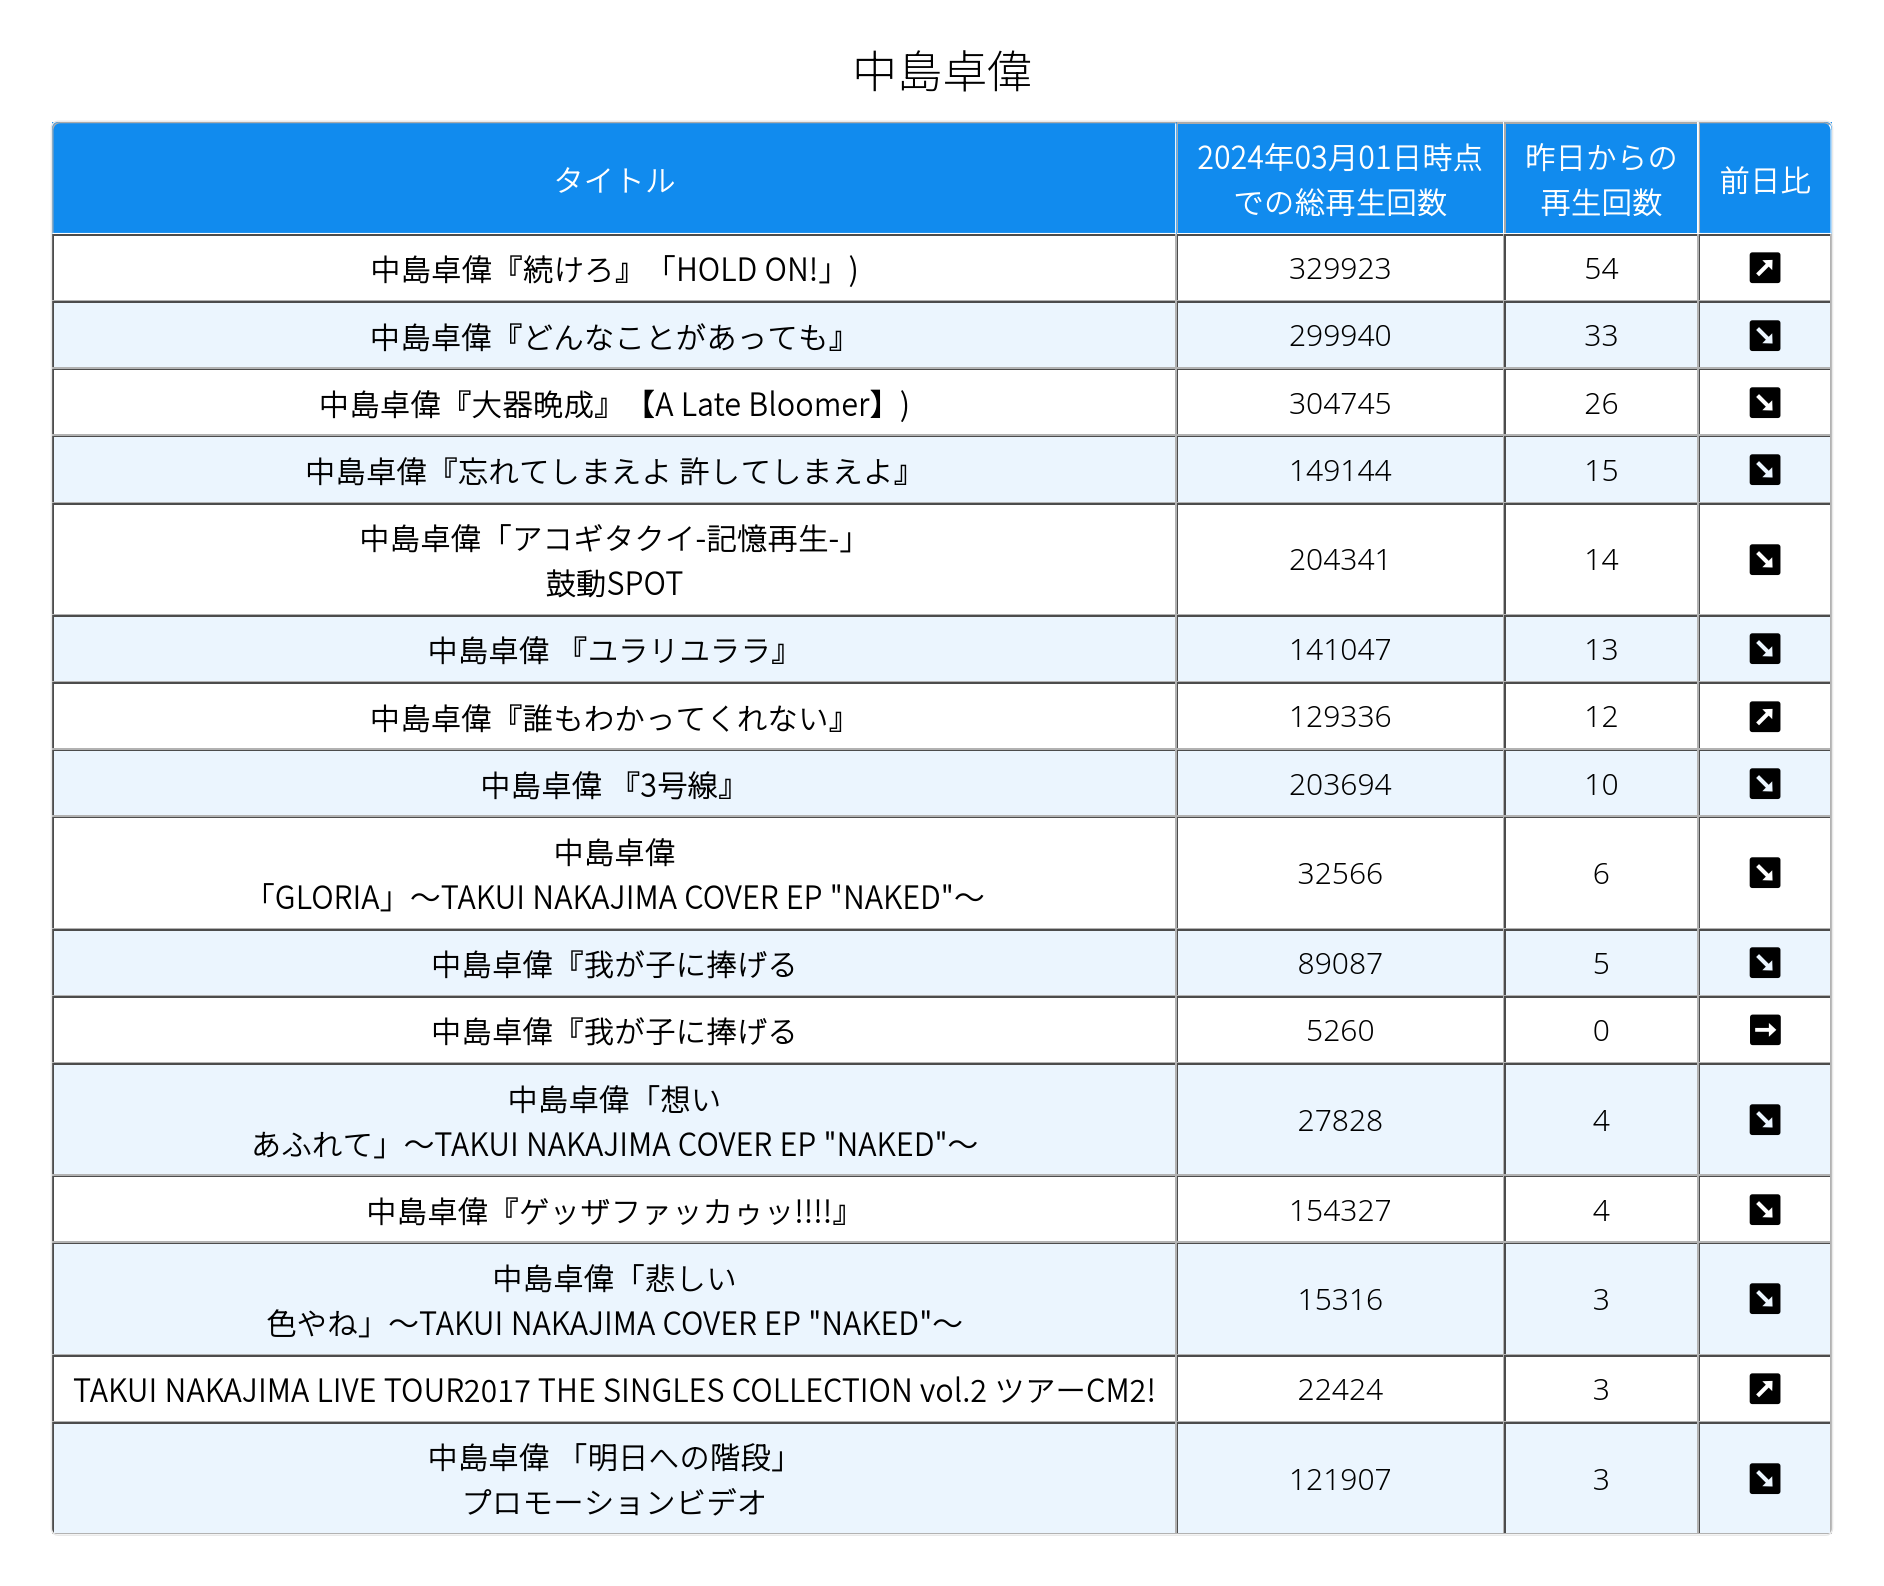 中島卓偉
タイトル
2024年03月01日時点
での総再生回数
昨日からの
再生回数
前日比
中島卓偉『続けろ』「HOLD ON!」)
329923
54
中島卓偉『どんなことがあっても』
299940
33
中島卓偉『大器晩成』【A Late Bloomer】)
304745
26
中島卓偉『忘れてしまえよ 許してしまえよ』
149144
15
中島卓偉「アコギタクイ-記憶再生-」
鼓動SPOT
204341
14
中島卓偉 『ユラリユララ』
141047
13
中島卓偉『誰もわかってくれない』
129336
12
中島卓偉 『3号線』
203694
10
中島卓偉
「GLORIA」〜TAKUI NAKAJIMA COVER EP "NAKED"〜
32566
6
中島卓偉『我が子に捧げる
89087
5
中島卓偉『我が子に捧げる
5260
0
中島卓偉「想い
あふれて」〜TAKUI NAKAJIMA COVER EP "NAKED"〜
27828
4
中島卓偉『ゲッザファッカゥッ!!!!』
154327
4
中島卓偉「悲しい
色やね」〜TAKUI NAKAJIMA COVER EP "NAKED"〜
15316
3
TAKUI NAKAJIMA LIVE TOUR2017 THE SINGLES COLLECTION vol.2 ツアーCM2!
22424
3
中島卓偉 「明日への階段」
プロモーションビデオ
121907
3